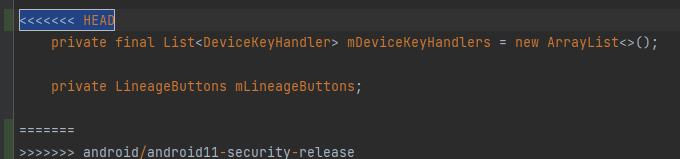 <<<<<<< HEAD
private final List<DeviceKeyHandler> mDeviceKeyHandlers = new ArrayList<>();
private LineageButtons mLineageButtons;
=======
>>>>>>> android/android11-security-release